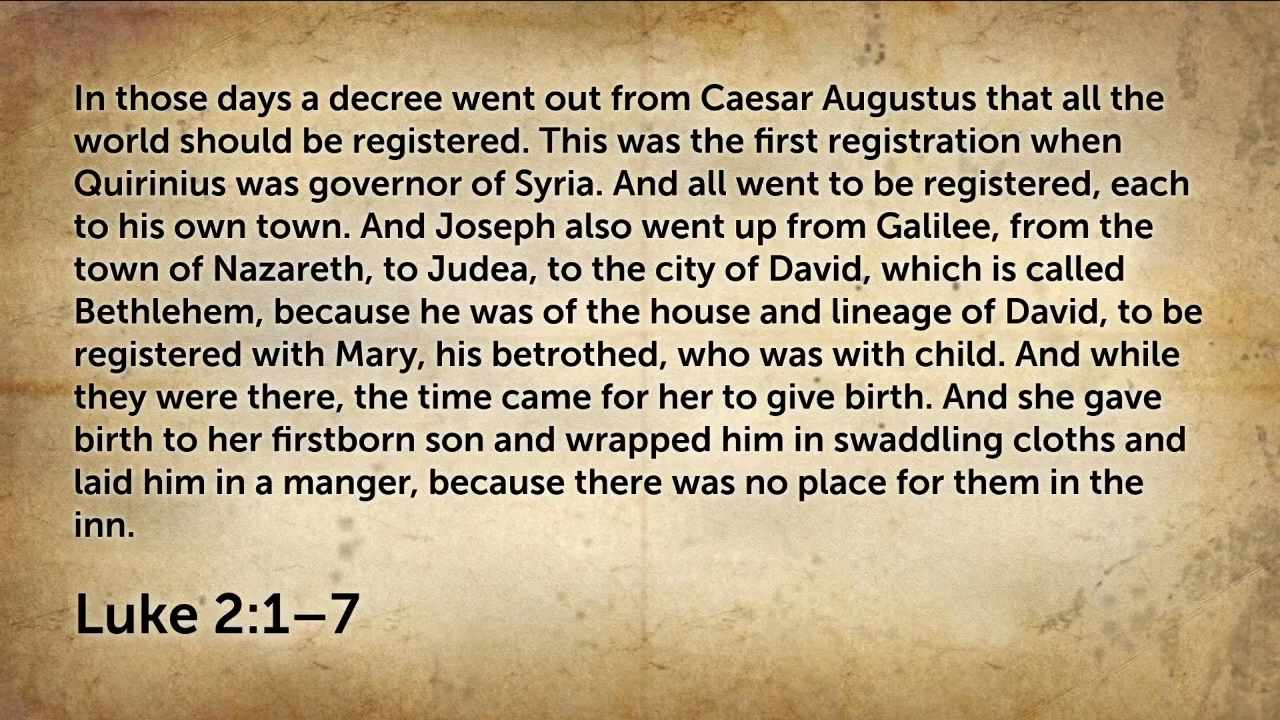 In those days a decree went out from Caesar Augustus that all the
world should be registered. This was the first registration when
Quirinius was governor of Syria. And all went to be registered, each
to his own town. And Joseph also went up from Galilee, from the
town of Nazareth, to Judea, to the city of David, which is called
Bethlehem, because he was of the house and lineage of David, to be
registered with Mary, his betrothed, who was with child. And while
they were there, the time came for her to give birth. And she gave
birth to her firstborn son and wrapped him in swaddling cloths and
laid him in a manger, because there was no place for them in the
inn.
Luke 2:1–7